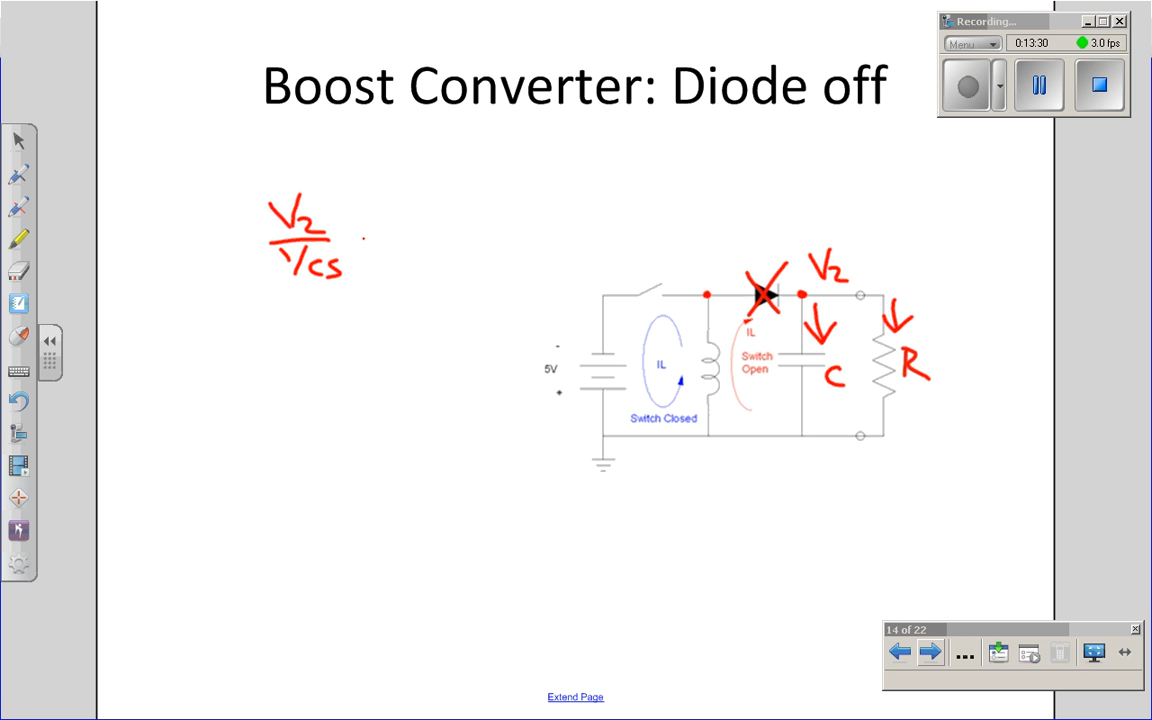 Recording...
Menu
0:13:30
3.0 fps
Boost Converter: Diode off
V2
1/CS
V2
IL
Switch
Open
IL
-
5V
+
C
R
Switch Closed
14 of 22
...
Extend Page